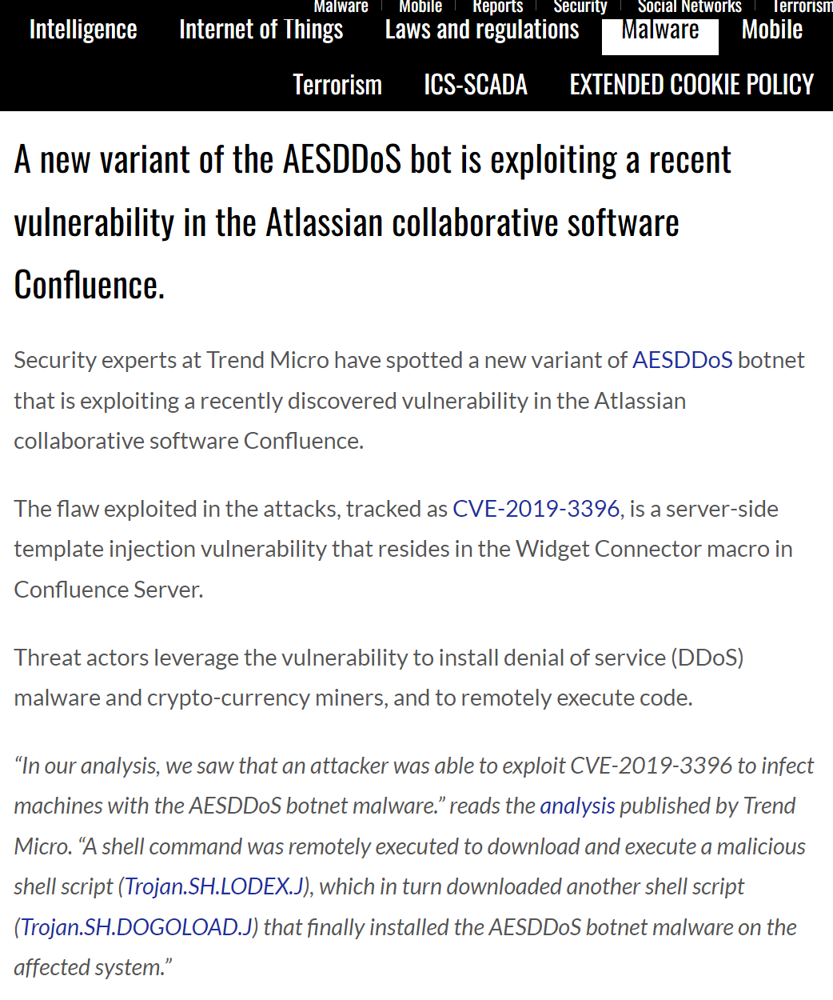 Malware Mobile Reports Security Social Networks Terrorism
Intelligence Internet of Things Laws and regulations Malware Mobile
Terrorism ICS-SCADA EXTENDED COOKIE POLICY
A new variant of the AESDDoS bot is exploiting a recent
vulnerability in the Atlassian collaborative software
Confluence.
Security experts at Trend Micro have spotted a new variant of AESDDoS botnet
that is exploiting a recently discovered vulnerability in the Atlassian
collaborative software Confluence.
The flaw exploited in the attacks, tracked as CVE-2019-3396, is a server-side
template injection vulnerability that resides in the Widget Connector macro in
Confluence Server.
Threat actors leverage the vulnerability to install denial of service (DDoS)
malware and crypto-currency miners, and to remotely execute code.
“In our analysis, we saw that an attacker was able to exploit CVE-2019-3396 to infect
machines with the AESDDoS botnet malware.” reads the analysis published by Trend
Micro. “A shell command was remotely executed to download and execute a malicious
shell script (Trojan.SH.LODEX.J), which in turn downloaded another shell script
(Trojan.SH.DOGOLOAD.J) that finally installed the AESDDoS botnet malware on the
affected system.”